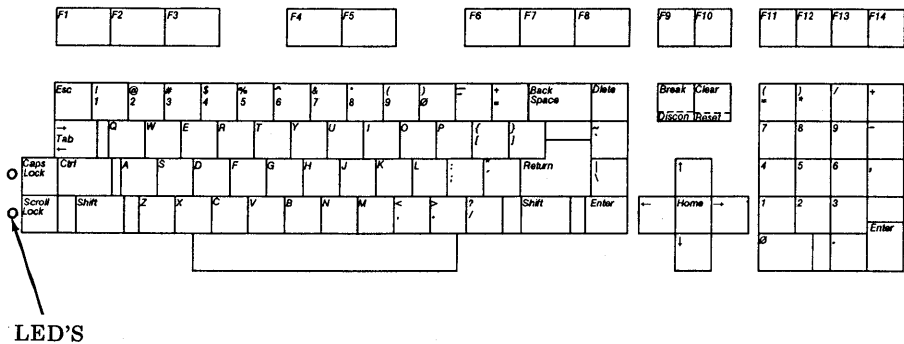 F1 F2 F3 F4 F5 F6 F7 F8 F9 F10 F11 F12 F13 F14
Esc ! @ # $ % ^ & * ( ) — + Back Dlete Break Clear ( ) / +
1 2 3 4 5 6 7 8 9 Ø - = Space = *
Discon Reset
→ Q W E R T Y U I O P { } ~ 7 8 9 -
Tab [ ] `
←
Caps Ctrl A S D F G H J K L : " Return | ↑ 4 5 6 ,
Lock ; ' \
Scroll Shift Z X C V B N M < > ? Shift Enter ← Home → 1 2 3
Lock , . /
Enter
↓ Ø .
LED'S